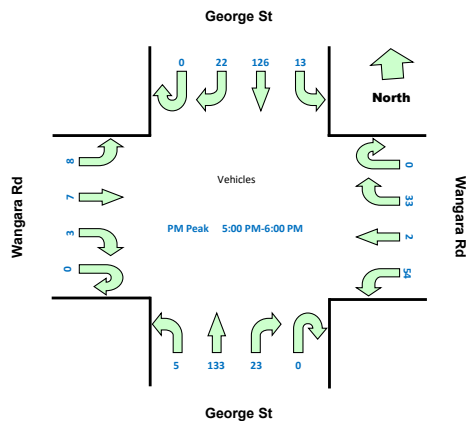 George St
0 22 126 13
North
8
7
3
0
Wangara Rd
Vehicles
PM Peak 5:00 PM-6:00 PM
0
33
2
54
Wangara Rd
5 133 23 0
George St